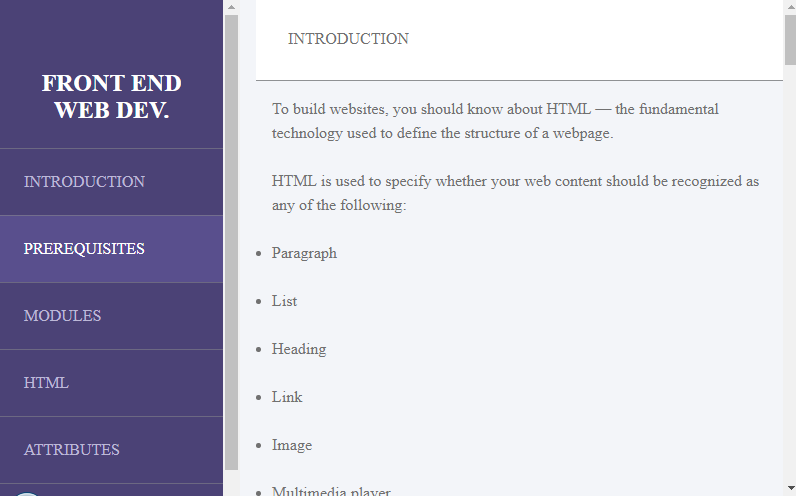 FRONT END
WEB DEV.
INTRODUCTION
PREREQUISITES
MODULES
HTML
ATTRIBUTES
INTRODUCTION
To build websites, you should know about HTML — the fundamental
technology used to define the structure of a webpage.
HTML is used to specify whether your web content should be recognized as
any of the following:
Paragraph
List
Heading
Link
Image
Multimedia player